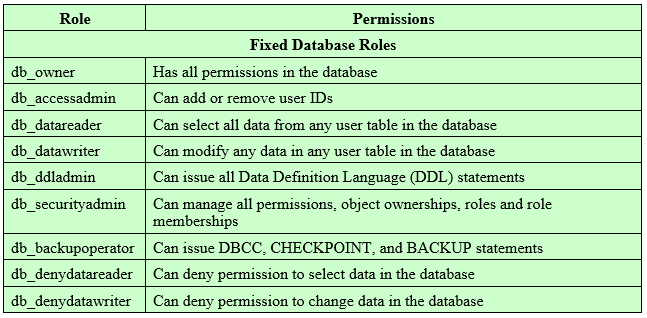 Role Permissions
Fixed Database Roles
db_owner Has all permissions in the database
db_accessadmin Can add or remove user IDs
db_datareader Can select all data from any user table in the database
db_datawriter Can modify any data in any user table in the database
db_ddladmin Can issue all Data Definition Language (DDL) statements
db_securityadmin Can manage all permissions, object ownerships, roles and role
memberships
db_backupoperator Can issue DBCC, CHECKPOINT, and BACKUP statements
db_denydatareader Can deny permission to select data in the database
db_denydatawriter Can deny permission to change data in the database